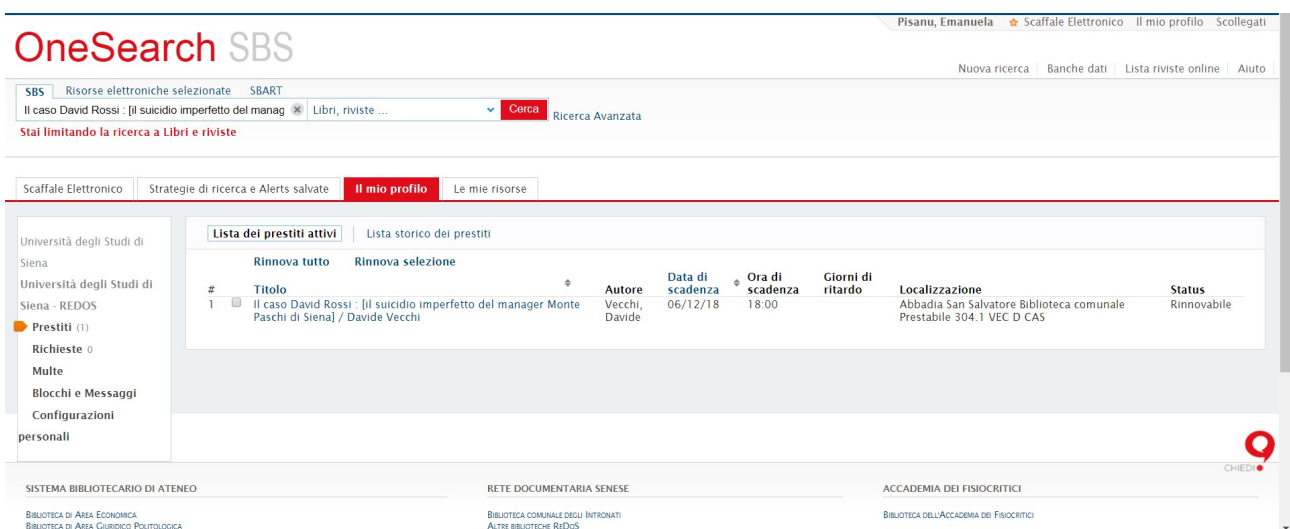 Pisanu, Emanuela Scaffale Elettronico Il mio profilo Scollegati
OneSearch SBS
Nuova ricerca Banche dati Lista riviste online Aiuto
SBS Risorse elettroniche selezionate SBART
Il caso David Rossi : [il suicidio imperfetto del manag Libri, riviste ... Cerca Ricerca Avanzata
Stai limitando la ricerca a Libri e riviste
Scaffale Elettronico Strategie di ricerca e Alerts salvate Il mio profilo Le mie risorse
Università degli Studi di
Siena
Università degli Studi di
Siena - REDOS
Prestiti (1)
Richieste 0
Multe
Blocchi e Messaggi
Configurazioni
personali
Lista dei prestiti attivi Lista storico dei prestiti
Rinnova tutto Rinnova selezione
# Titolo Autore Data di scadenza Ora di scadenza Giorni di ritardo Localizzazione Status
1 Il caso David Rossi : [il suicidio imperfetto del manager Monte Vecchi, 06/12/18 18:00 Abbadia San Salvatore Biblioteca comunale Rinnovabile
Paschi di Siena] / Davide Vecchi Davide Prestabile 304.1 VEC D CAS
CHIEDI
SISTEMA BIBLIOTECARIO DI ATENEO RETE DOCUMENTARIA SENESE ACCADEMIA DEI FISIOCRITICI
BIBLIOTECA DI AREA ECONOMICA BIBLIOTECA COMUNALE DEGLI INTRONATI BIBLIOTECA DELL'ACCADEMIA DEI FISIOCRITICI
BIBLIOTECA DI AREA GIURIDICO POLITOLOGICA ALTRE BIBLIOTECHE REDOS